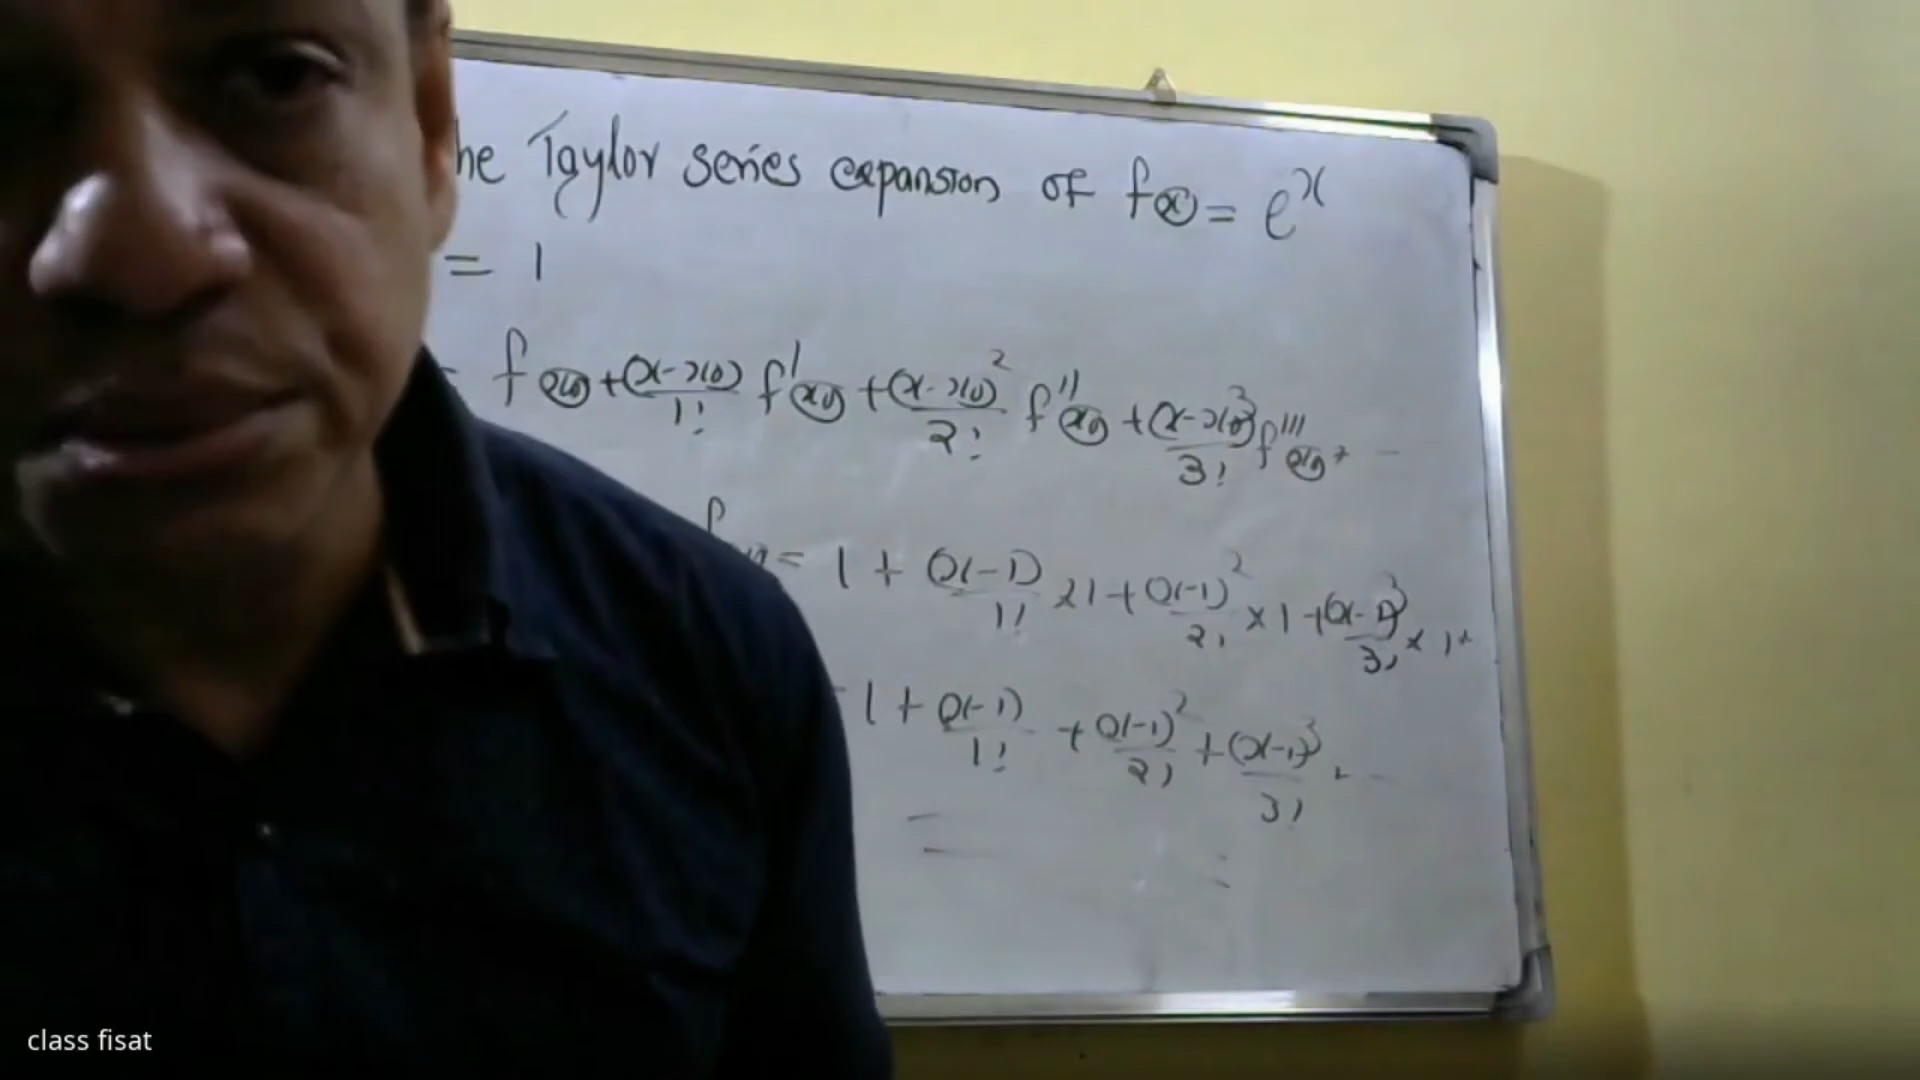 he Taylor series expansion of f(x) = e^x
= 1
f(x0) + (x-x0)/1! f'(x0) + (x-x0)^2/2! f''(x0) + (x-x0)^3/3! f'''(x0) + -
= 1 + (x-1)/1! x1 + (x-1)^2/2! x 1 + (x-1)^3/3! x 1 +
= 1 + (x-1)/1! + (x-1)^2/2! + (x-1)^3/3! + -
class fisat